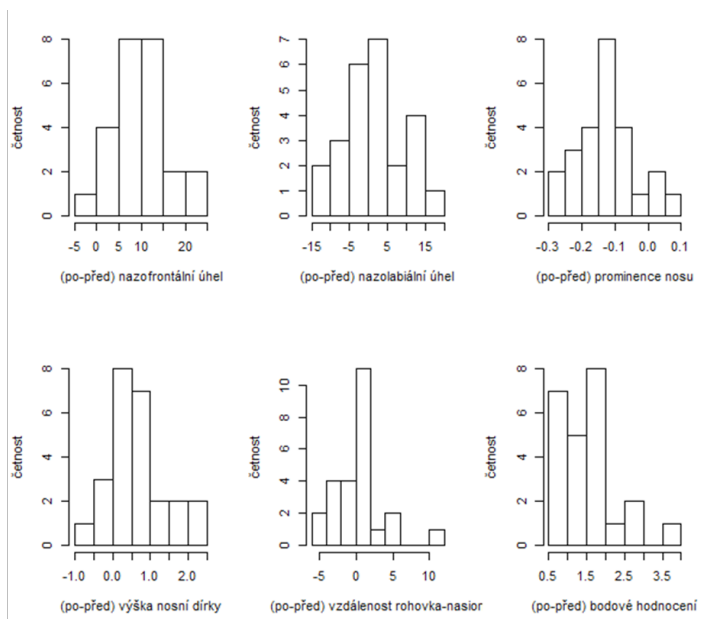 četnost
0 2 4 6 8
-5 0 5 10 20
(po-před) nazofrontální úhel
četnost
0 1 2 3 4 5 6 7
-15 -5 5 15
(po-před) nazolabiální úhel
četnost
0 2 4 6 8
-0.3 -0.2 -0.1 0.0 0.1
(po-před) prominence nosu
četnost
0 2 4 6 8
-1.0 0.0 1.0 2.0
(po-před) výška nosní dírky
četnost
0 2 4 6 8 10
-5 0 5 10
(po-před) vzdálenost rohovka-nasion
četnost
0 2 4 6 8
0.5 1.5 2.5 3.5
(po-před) bodové hodnocení